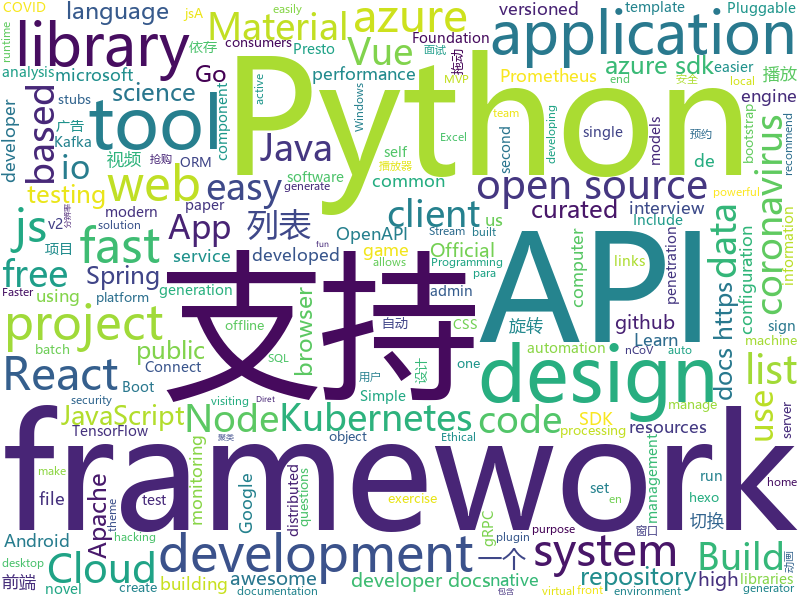 language Material azure application
COVID jsA
library Vue azure sdk
versioned template Pluggable
Foundation consumers Presto 依存 面试 拖动
Go science performance Prometheus easier 播放
developer microsoft tool Python API
stubs based Java component active Windows engine
Kafka 广告 web io 视频 ORM easy open source MVP local analysis
testing de paper common self 播放器 Excel models second 预约 安全 bootstrap
js App 列表 client curated interview coronavirus
modern 抢购 v2 developing team us
fast 支持 OpenAPI game Include data
free service Official powerful recommend
项目 Spring developed github computer penetration links configuration
project generation platform Stream built browser 旋转 docs https
para using allows Programming information
React public batch offline CSS 自动 admin design list
Boot Connect SQL Learn sign automation end
JavaScript Node Kubernetes code use
security visiting one 设计 用户 SDK gRPC nCoV auto machine
TensorFlow Simple processing resources manage
file Apache Google object Ethical run server
monitoring test distributed questions 聚类 Diret runtime
framework
Android theme hacking Faster set exercise management home
make hexo
Cloud development system Build high
easily native repository 切换 libraries
前端 building awesome developer docs 一个 窗口 generator
desktop plugin purpose 画动
novel create en software solution
documentation generate fun environment virtual front 包含